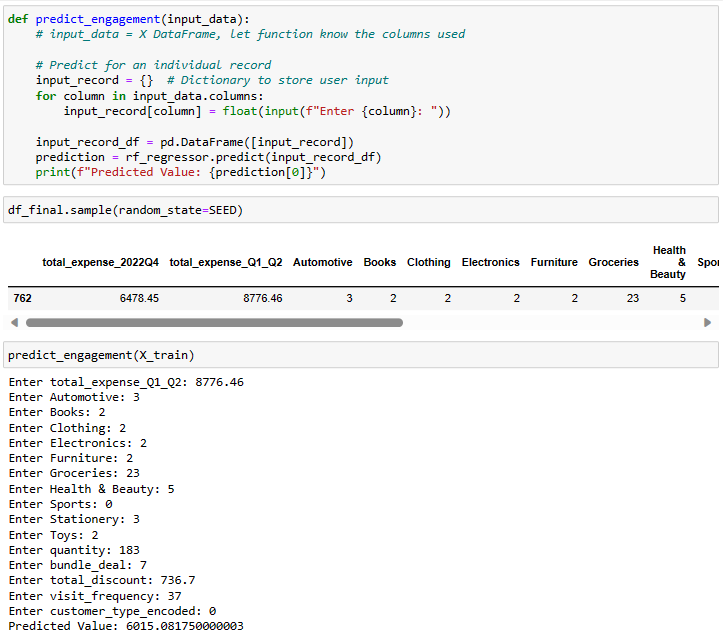 def predict_engagement(input_data):
    # input_data = X DataFrame, let function know the columns used

    # Predict for an individual record
    input_record = {}  # Dictionary to store user input
    for column in input_data.columns:
        input_record[column] = float(input(f"Enter {column}: "))

    input_record_df = pd.DataFrame([input_record])
    prediction = rf_regressor.predict(input_record_df)
    print(f"Predicted Value: {prediction[0]}")
df_final.sample(random_state=SEED)
total_expense_2022Q4 total_expense_Q1_Q2 Automotive Books Clothing Electronics Furniture Groceries Health & Beauty Spor
762 6478.45 8776.46 3 2 2 2 2 23 5
predict_engagement(X_train)
Enter total_expense_Q1_Q2: 8776.46
Enter Automotive: 3
Enter Books: 2
Enter Clothing: 2
Enter Electronics: 2
Enter Furniture: 2
Enter Groceries: 23
Enter Health & Beauty: 5
Enter Sports: 0
Enter Stationery: 3
Enter Toys: 2
Enter quantity: 183
Enter bundle_deal: 7
Enter total_discount: 736.7
Enter visit_frequency: 37
Enter customer_type_encoded: 0
Predicted Value: 6015.081750000003